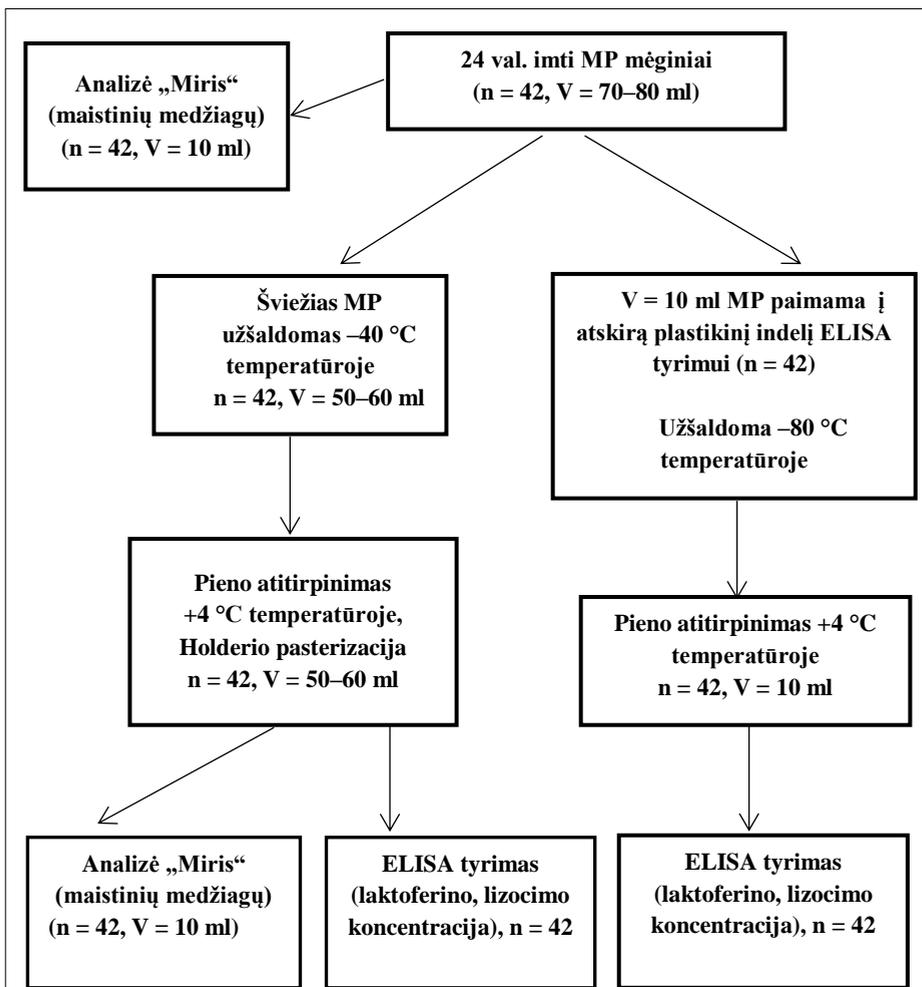 24 val. imti MP mėginiai
(n = 42, V = 70–80 ml)
Analizė „Miris“
(maistinių medžiagų)
(n = 42, V = 10 ml)
Šviežias MP
užšaldomas –40 °C
temperatūroje
n = 42, V = 50–60 ml
V = 10 ml MP paimama į
atskirą plastikinį indelį ELISA
tyrimui (n = 42)
Užšaldoma –80 °C
temperatūroje
Pieno atitirpinimas
+4 °C temperatūroje,
Holderio pasterizacija
n = 42, V = 50–60 ml
Pieno atitirpinimas +4 °C
temperatūroje
n = 42, V = 10 ml
Analizė „Miris“
(maistinių medžiagų)
(n = 42, V = 10 ml)
ELISA tyrimas
(laktoferino, lizocimo
koncentracija), n = 42
ELISA tyrimas
(laktoferino, lizocimo
koncentracija), n = 42